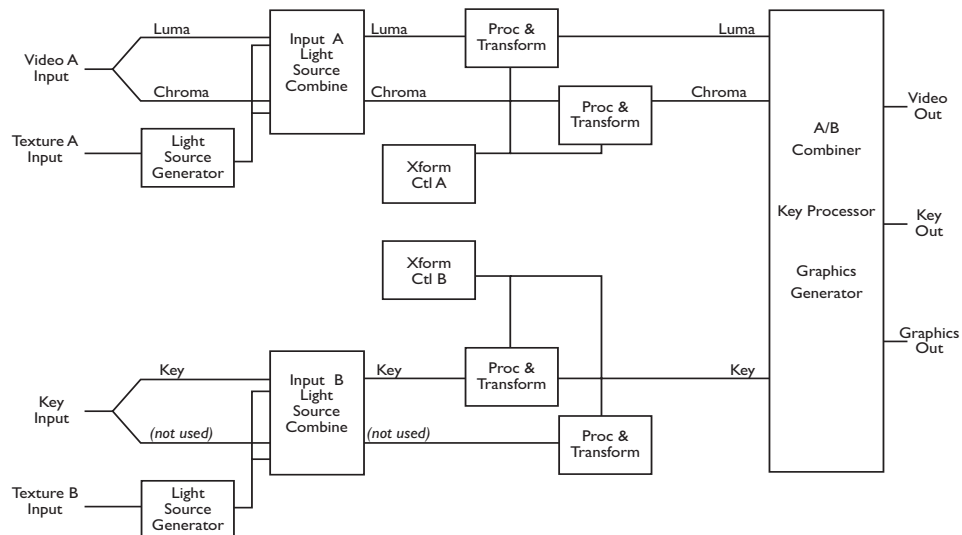 Luma
Video A
Input
Chroma
Texture A
Input
Light
Source
Generator
Input A
Light
Source
Combine
Luma
Chroma
Proc &
Transform
Proc &
Transform
Xform
Ctl A
Luma
Chroma
A/B
Combiner
Key Processor
Graphics
Generator
Video
Out
Key
Out
Graphics
Out
Xform
Ctl B
Key
Key
Input
(not used)
Texture B
Input
Light
Source
Generator
Input B
Light
Source
Combine
Key
(not used)
Proc &
Transform
Proc &
Transform
Key